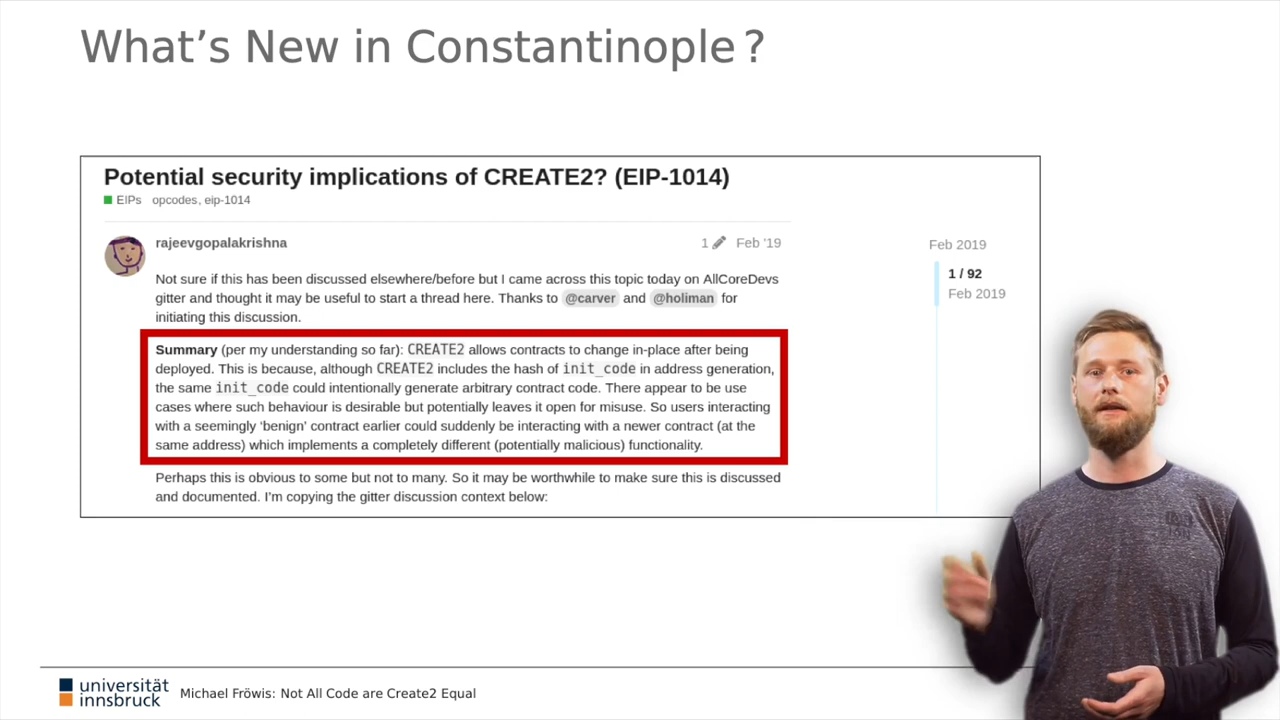 What's New in Constantinople ?
Potential security implications of CREATE2? (EIP-1014)
EIPs opcodes, eip-1014
rajeevgopalakrishna 1 Feb '19
Not sure if this has been discussed elsewhere/before but I came across this topic today on AllCoreDevs
gitter and thought it may be useful to start a thread here. Thanks to @carver and @holiman for
initiating this discussion.
Summary (per my understanding so far): CREATE2 allows contracts to change in-place after being
deployed. This is because, although CREATE2 includes the hash of init_code in address generation,
the same init_code could intentionally generate arbitrary contract code. There appear to be use
cases where such behaviour is desirable but potentially leaves it open for misuse. So users interacting
with a seemingly ‘benign’ contract earlier could suddenly be interacting with a newer contract (at the
same address) which implements a completely different (potentially malicious) functionality.
Perhaps this is obvious to some but not to many. So it may be worthwhile to make sure this is discussed
and documented. I'm copying the gitter discussion context below:
Feb 2019
1 / 92
Feb 2019
universität
innsbruck
Michael Fröwis: Not All Code are Create2 Equal